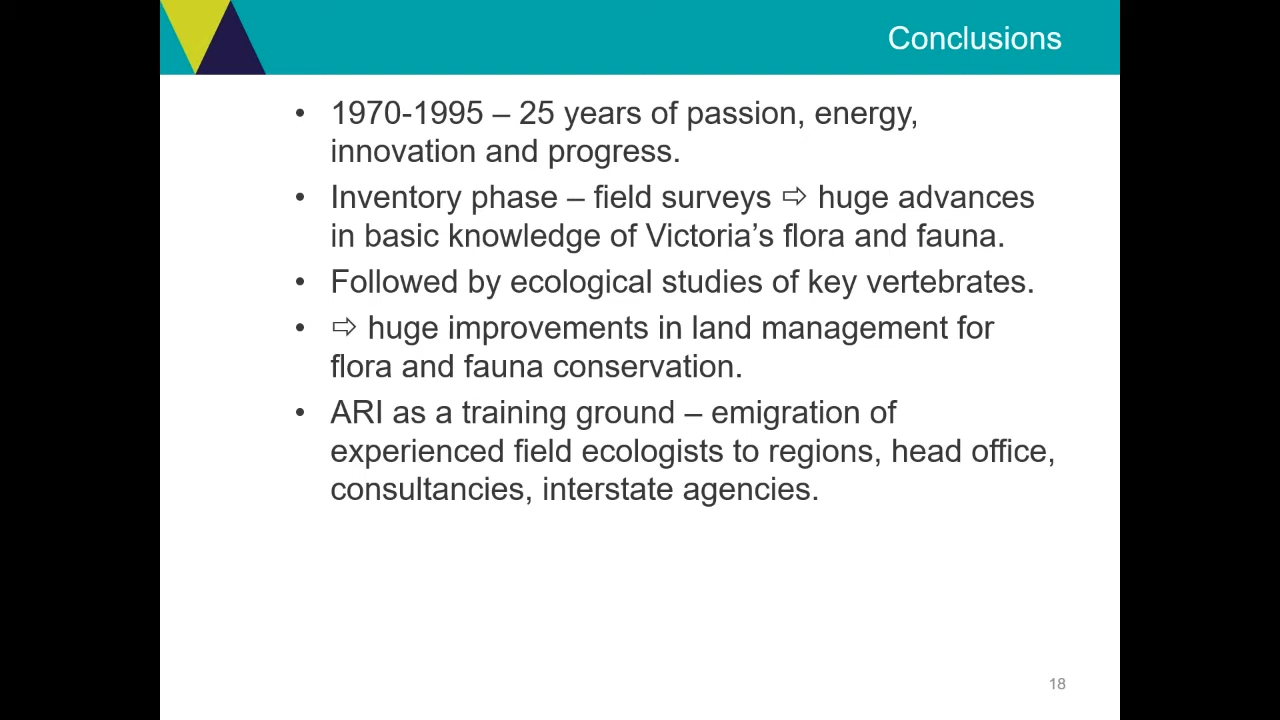 Conclusions
• 1970-1995 – 25 years of passion, energy,
innovation and progress.
• Inventory phase – field surveys ⇨ huge advances
in basic knowledge of Victoria’s flora and fauna.
• Followed by ecological studies of key vertebrates.
• ⇨ huge improvements in land management for
flora and fauna conservation.
• ARI as a training ground – emigration of
experienced field ecologists to regions, head office,
consultancies, interstate agencies.
18